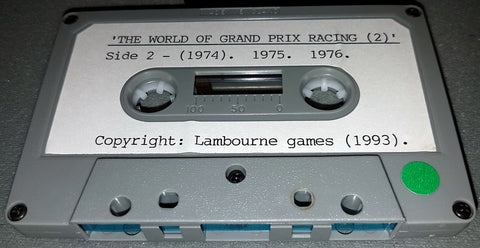 'THE WORLD OF GRAND PRIX RACING (2)'
Side 2 - (1974).  1975.  1976.
100 50 0
Copyright: Lambourne games (1993).